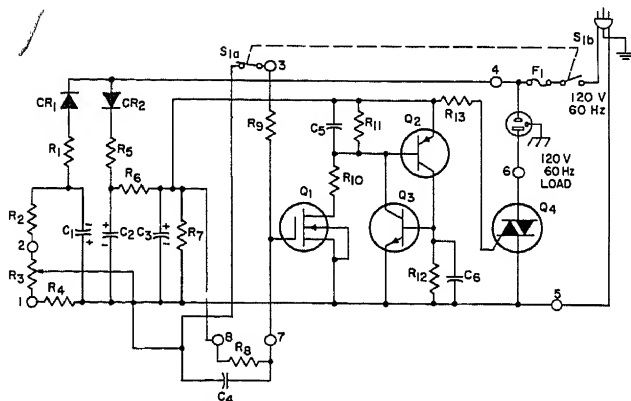 S1a
S1b
3
4
F1
120 V
60 Hz
CR1
CR2
R9
C5
R11
Q2
R13
R1
R5
R6
Q1
R10
Q3
120 V
60 Hz
LOAD
6
Q4
R2
2
R3
1
R4
C1
C2
C3
R7
R12
C6
5
8
7
R8
C4